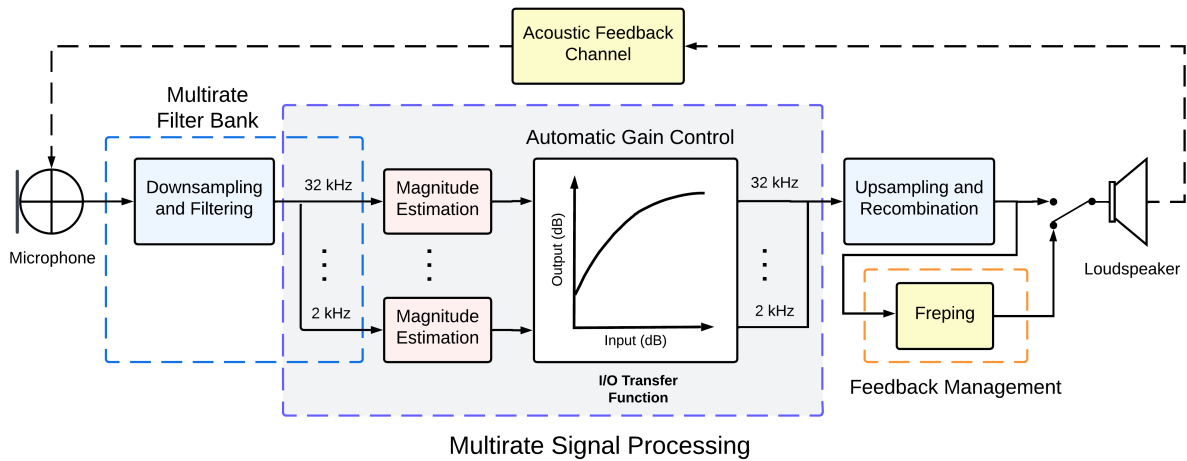 Acoustic Feedback
Channel
Multirate
Filter Bank
Automatic Gain Control
Downsampling
and Filtering
32 kHz
Magnitude
Estimation
32 kHz
Upsampling and
Recombination
Microphone
Output (dB)
Loudspeaker
2 kHz
Magnitude
Estimation
2 kHz
Freping
Input (dB)
I/O Transfer
Function
Feedback Management
Multirate Signal Processing